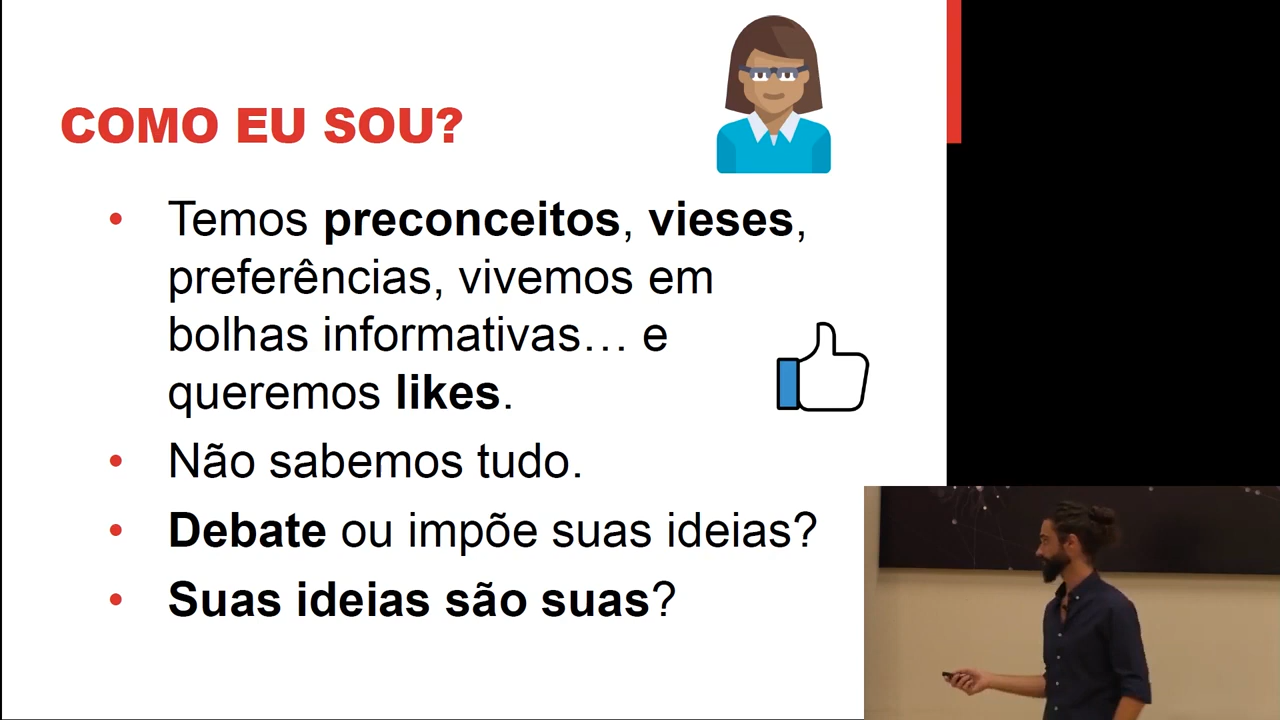 COMO EU SOU?
• Temos preconceitos, vieses,
preferências, vivemos em
bolhas informativas… e
queremos likes.
• Não sabemos tudo.
• Debate ou impõe suas ideias?
• Suas ideias são suas?